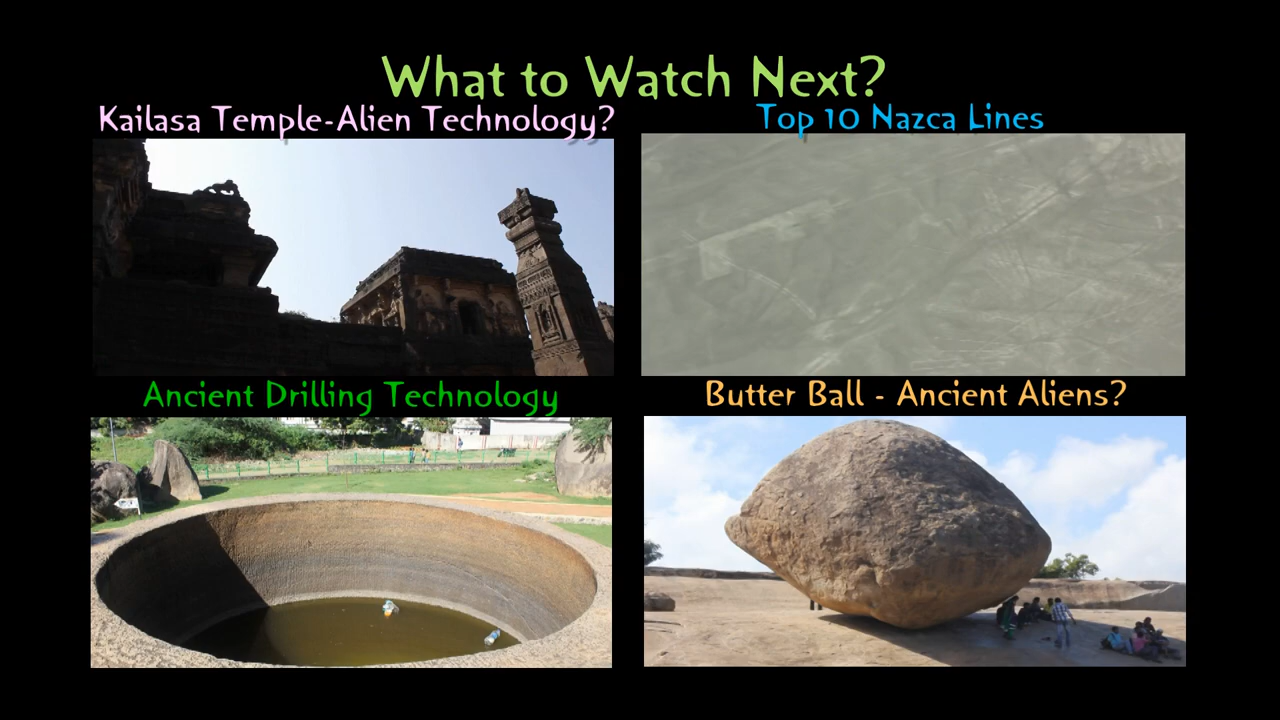 What to Watch Next?
Kailasa Temple-Alien Technology?
Top 10 Nazca Lines
Ancient Drilling Technology
Butter Ball - Ancient Aliens?